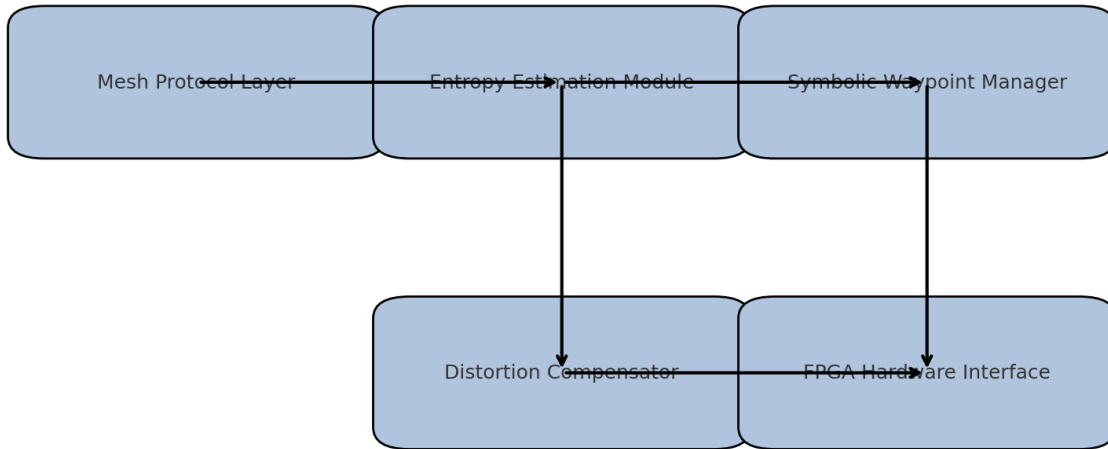 Mesh Protocol Layer
Entropy Estimation Module
Symbolic Waypoint Manager
Distortion Compensator
FPGA Hardware Interface